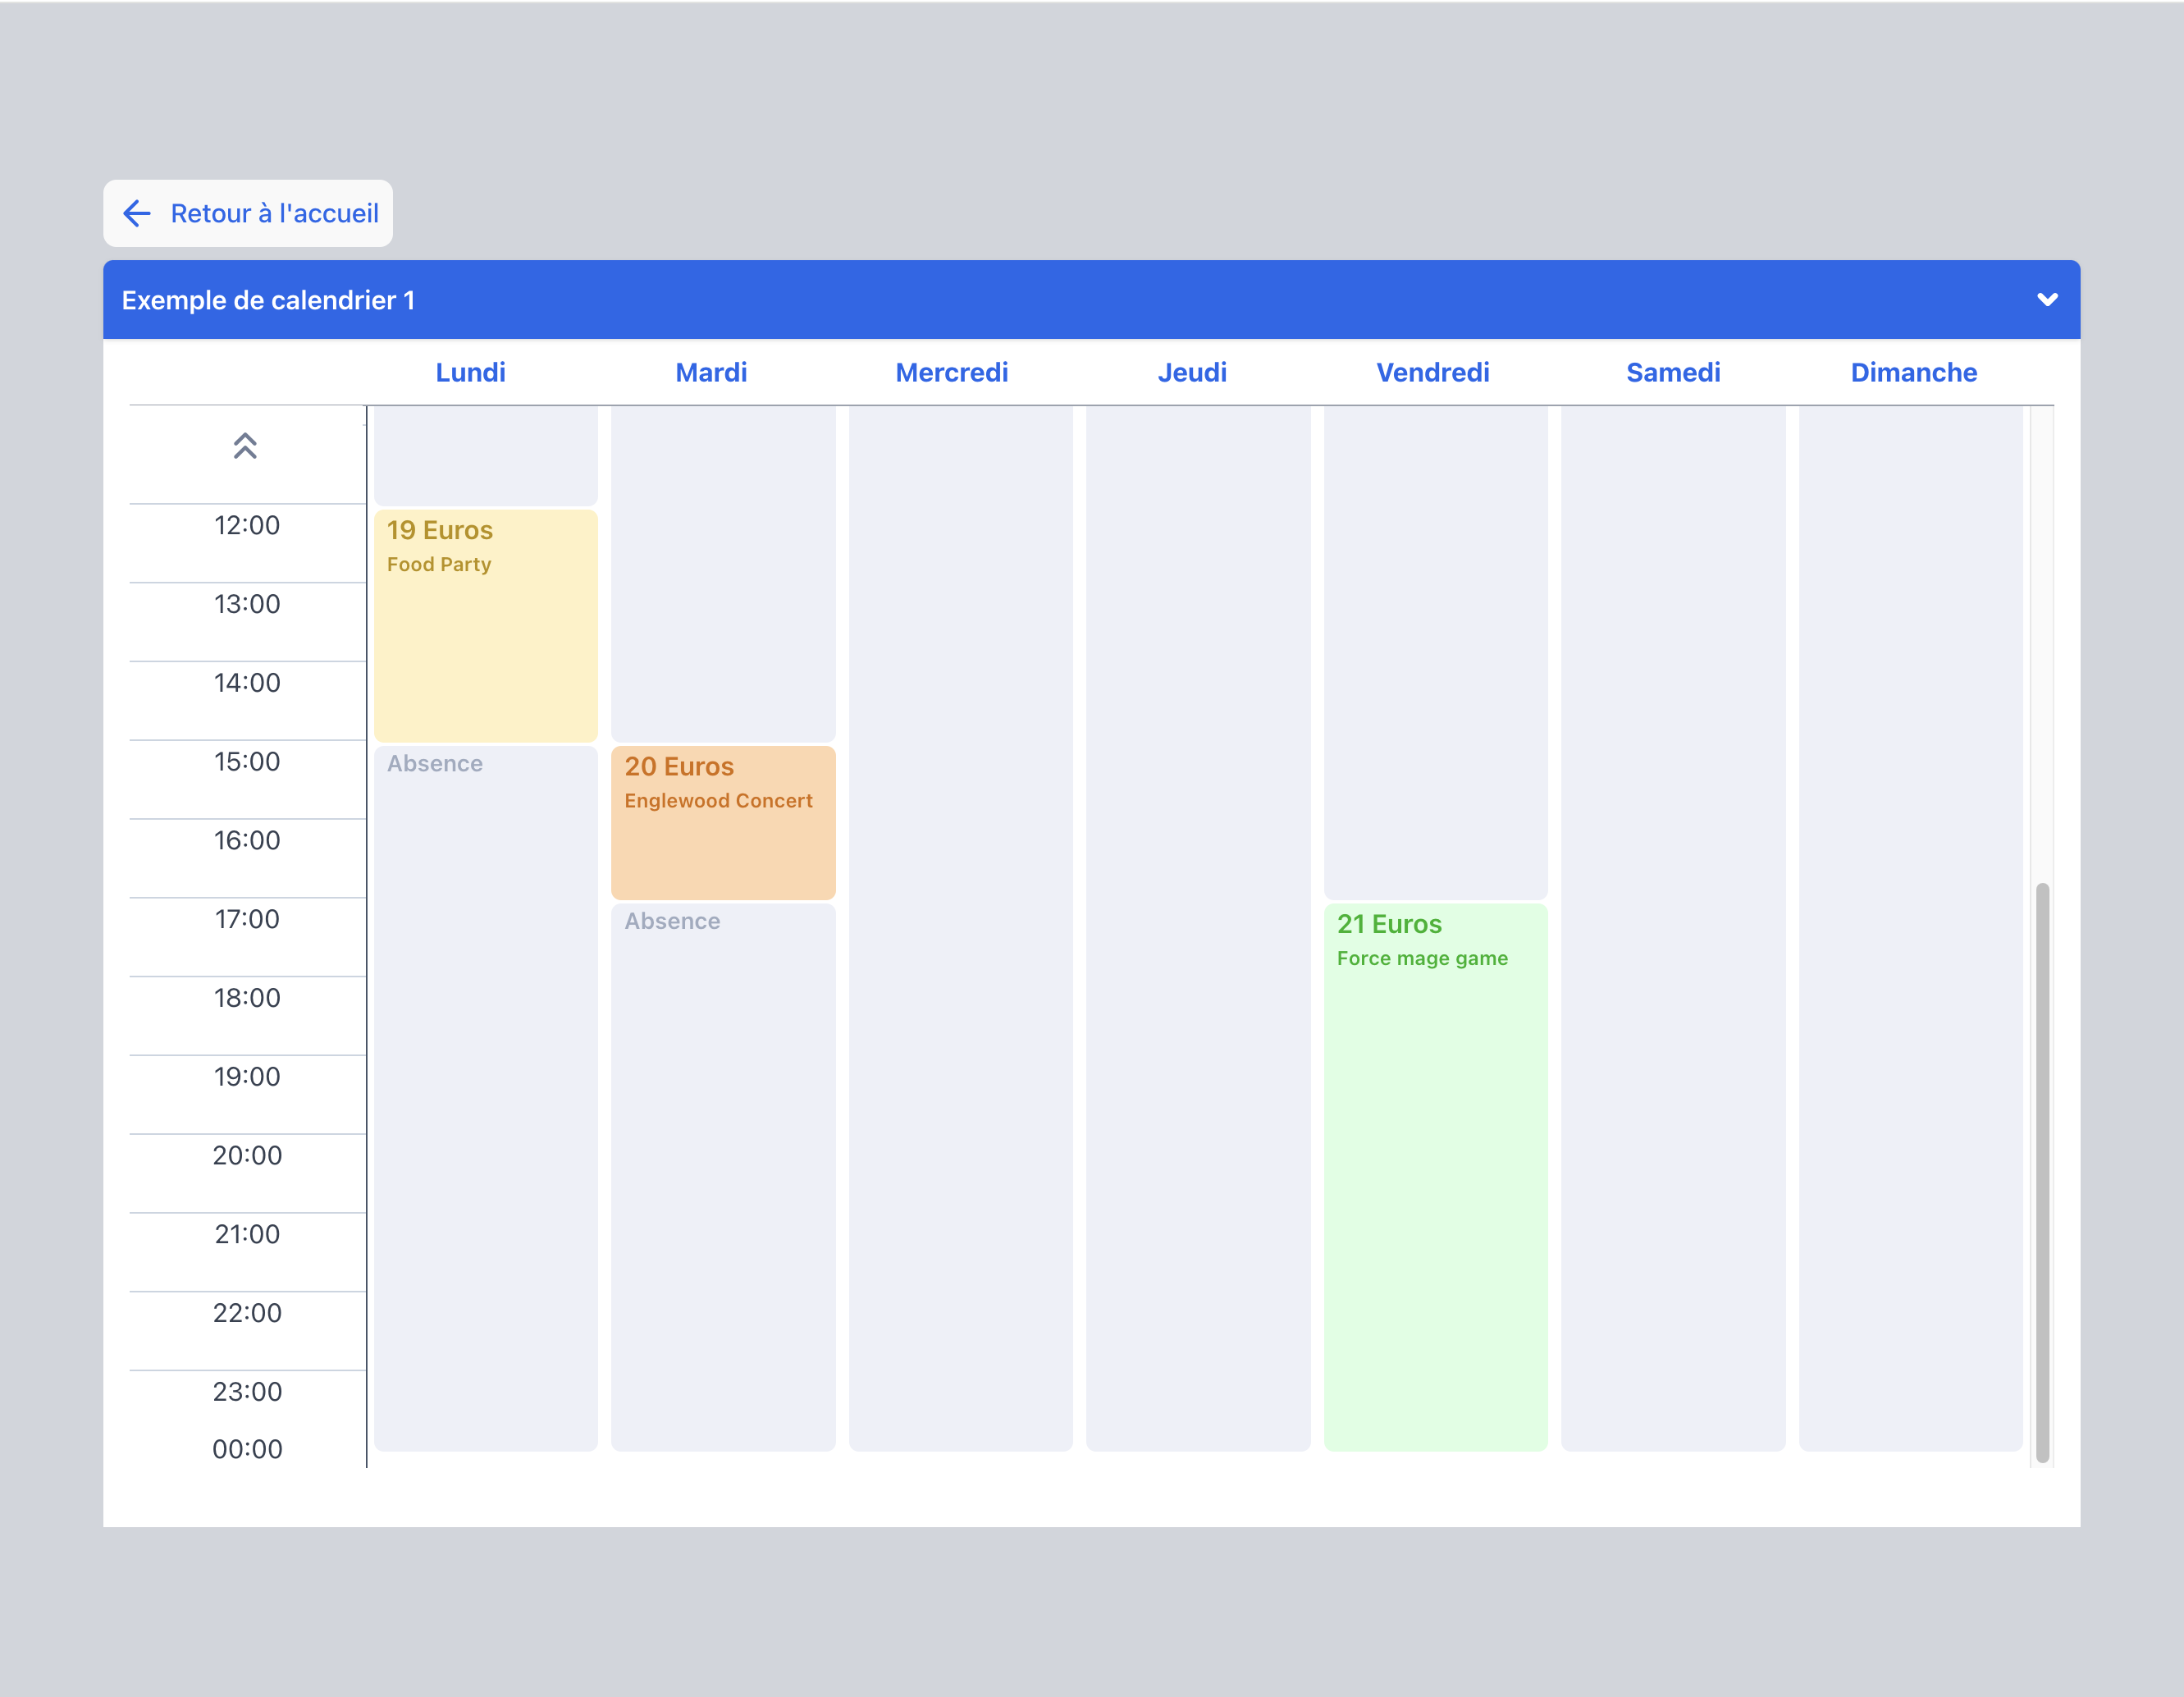 Retour à l'accueil
Exemple de calendrier 1
Lundi
Mardi
Mercredi
Jeudi
Vendredi
Samedi
Dimanche
12:00
19 Euros
Food Party
13:00
14:00
15:00
Absence
20 Euros
Englewood Concert
16:00
17:00
Absence
21 Euros
Force mage game
18:00
19:00
20:00
21:00
22:00
23:00
00:00